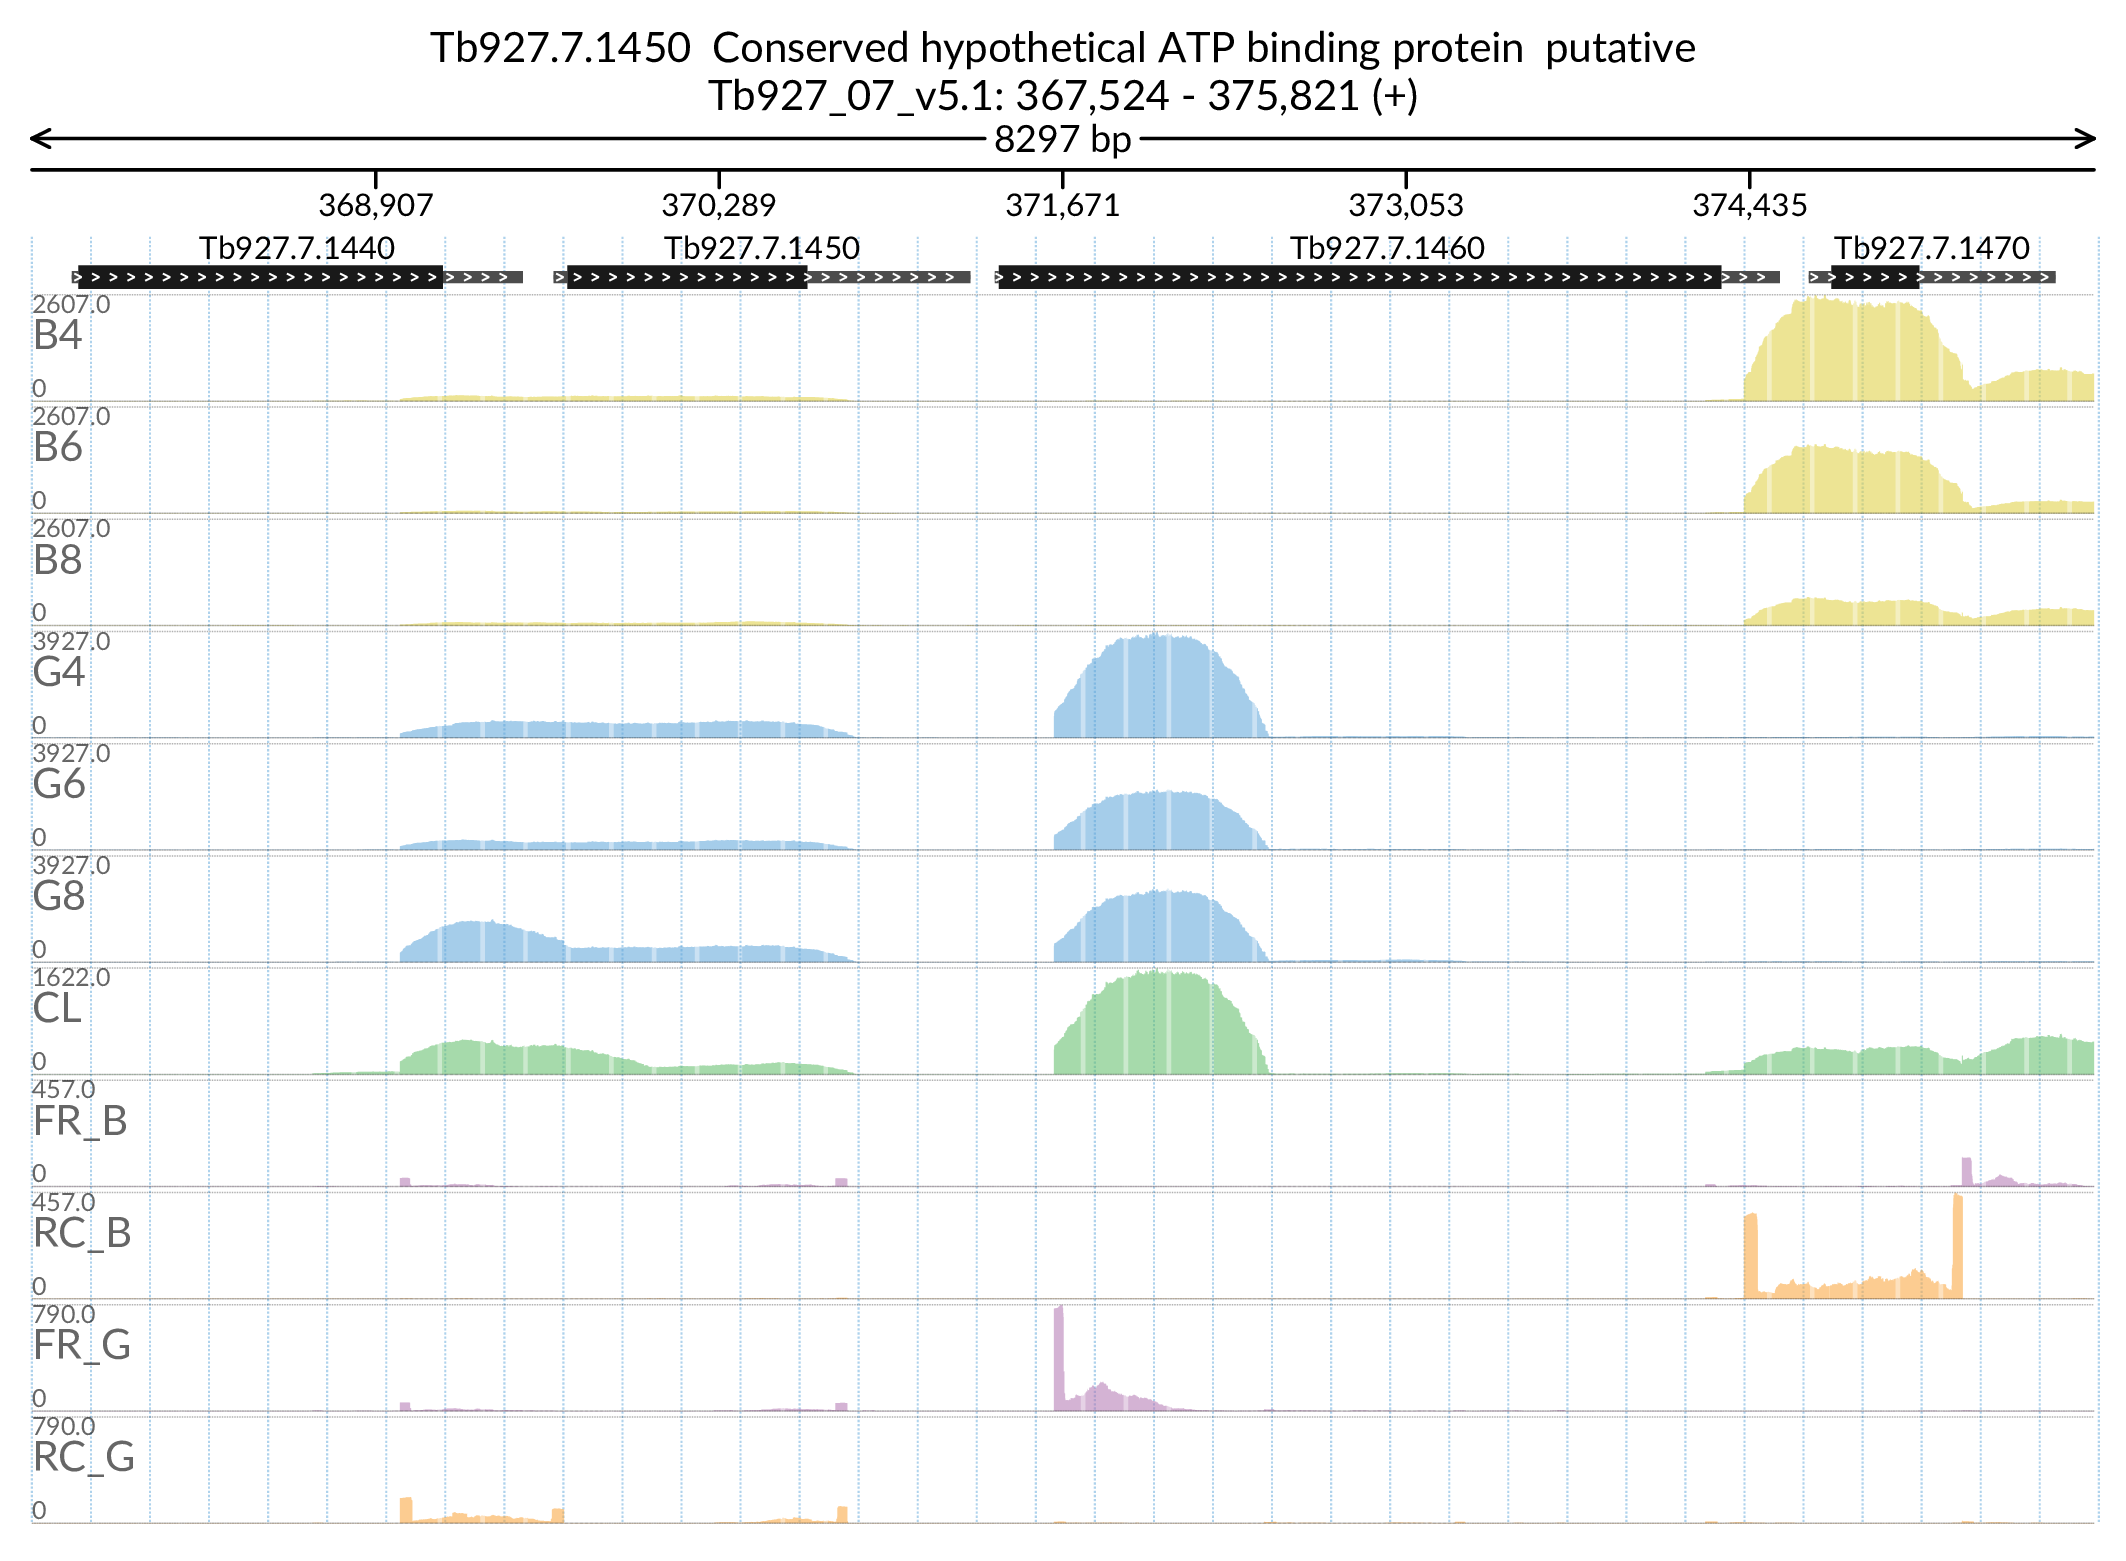 Tb927.7.1450  Conserved hypothetical ATP binding protein  putative
Tb927_07_v5.1: 367,524 - 375,821 (+)
8297 bp
368,907 370,289 371,671 373,053 374,435
Tb927.7.1440 Tb927.7.1450 Tb927.7.1460 Tb927.7.1470
2607.0
B4
0
2607.0
B6
0
2607.0
B8
0
3927.0
G4
0
3927.0
G6
0
3927.0
G8
0
1622.0
CL
0
457.0
FR_B
0
457.0
RC_B
0
790.0
FR_G
0
790.0
RC_G
0